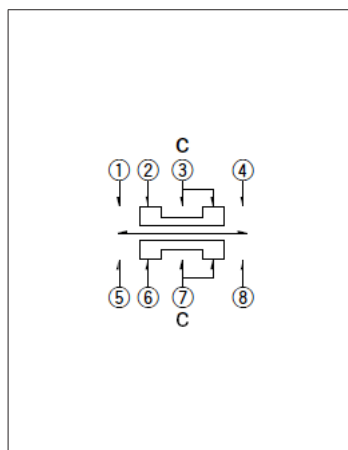 C
① ② ③ ④
⑤ ⑥ ⑦ ⑧
C